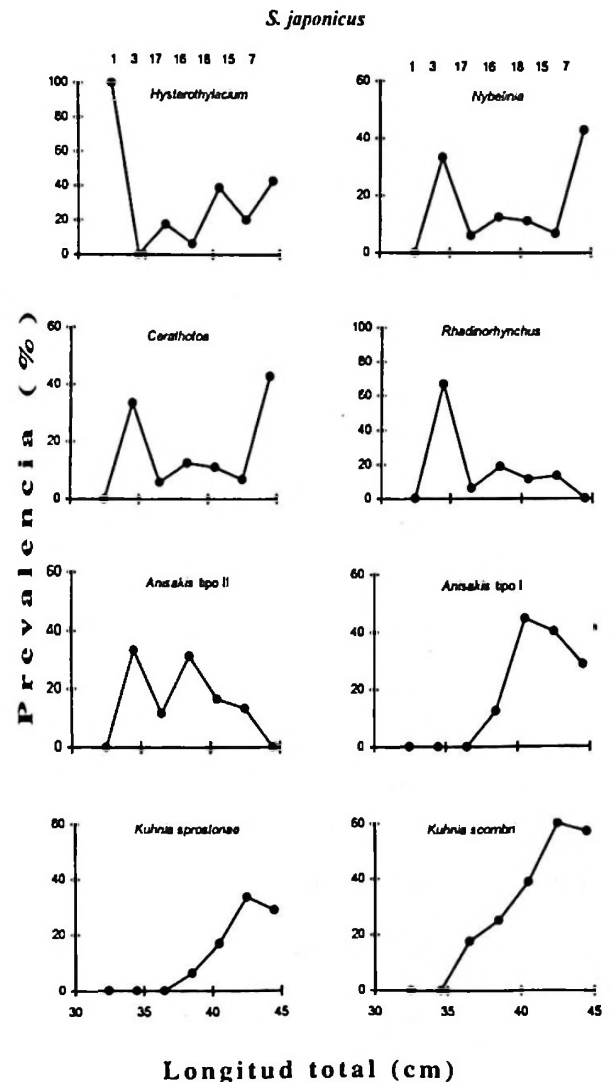 S. japonicus
1 3 17 16 18 15 7
1 3 17 16 18 15 7
Hysterothylacium
100
80
60
40
20
0
Nybelinia
60
40
20
0
Prevalencia (%)
Ceratothoa
60
40
20
0
Rhadinorhynchus
100
80
60
40
20
0
Anisakis tipo II
60
40
20
0
Anisakis tipo I
60
40
20
0
Kuhnia sprostonae
60
40
20
0
30 35 40 45
Kuhnia scombri
60
40
20
0
30 35 40 45
Longitud total (cm)